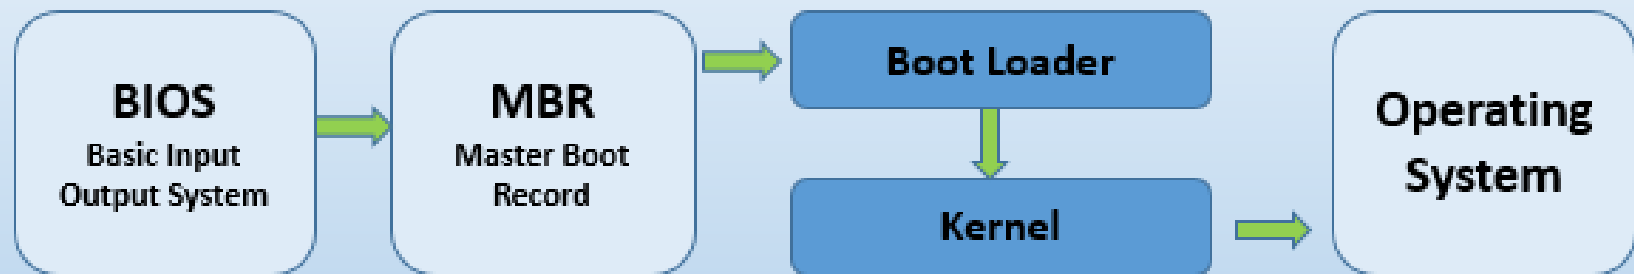 BIOS
Basic Input
Output System
MBR
Master Boot
Record
Boot Loader
Kernel
Operating
System